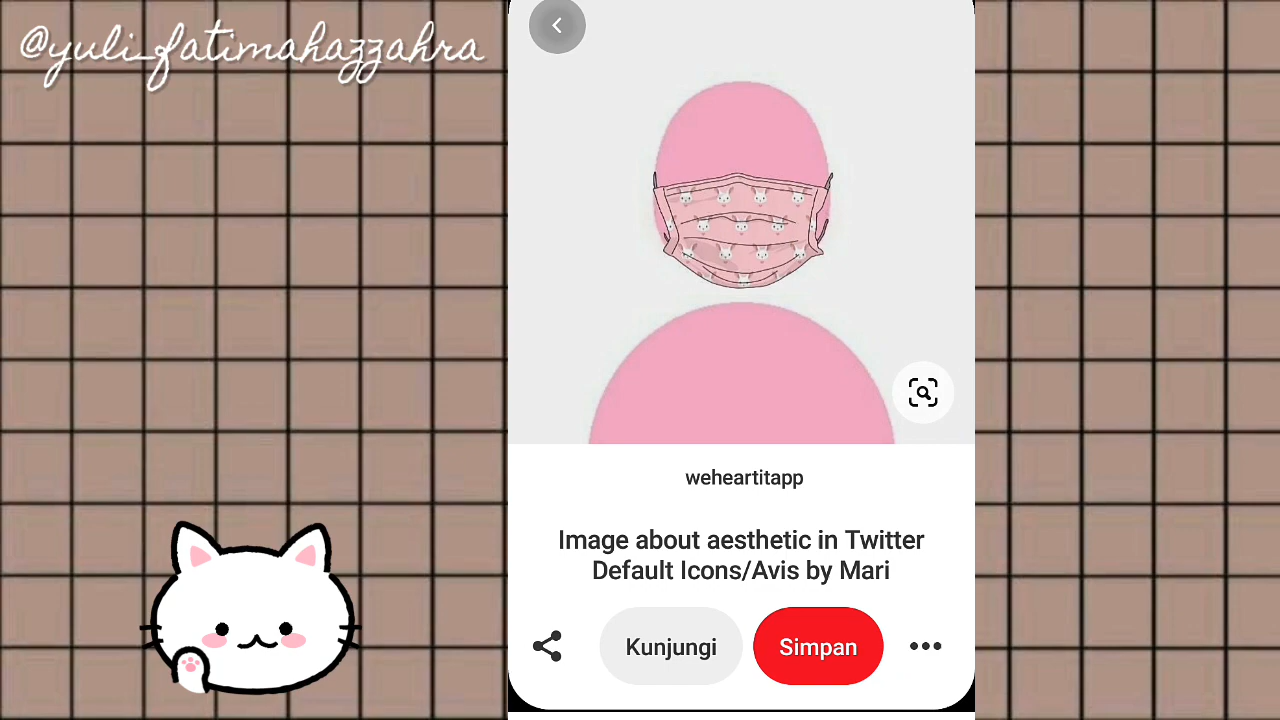 @yuli_fatimahazzahra
weheartitapp
Image about aesthetic in Twitter
Default Icons/Avis by Mari
Kunjungi
Simpan